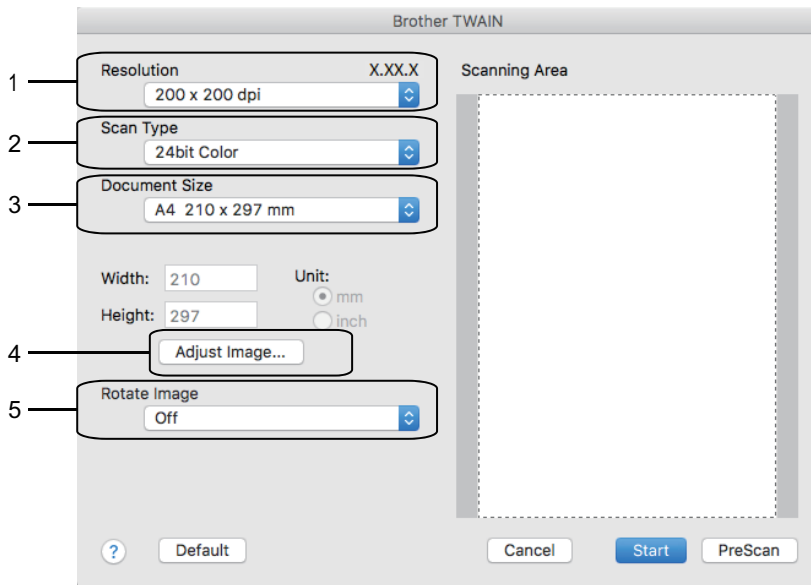 Brother TWAIN
1
Resolution X.XX.X
200 x 200 dpi
2
Scan Type
24bit Color
3
Document Size
A4 210 x 297 mm
Width: 210
Height: 297
Unit:
mm
inch
4
Adjust Image...
5
Rotate Image
Off
Scanning Area
? Default Cancel Start PreScan